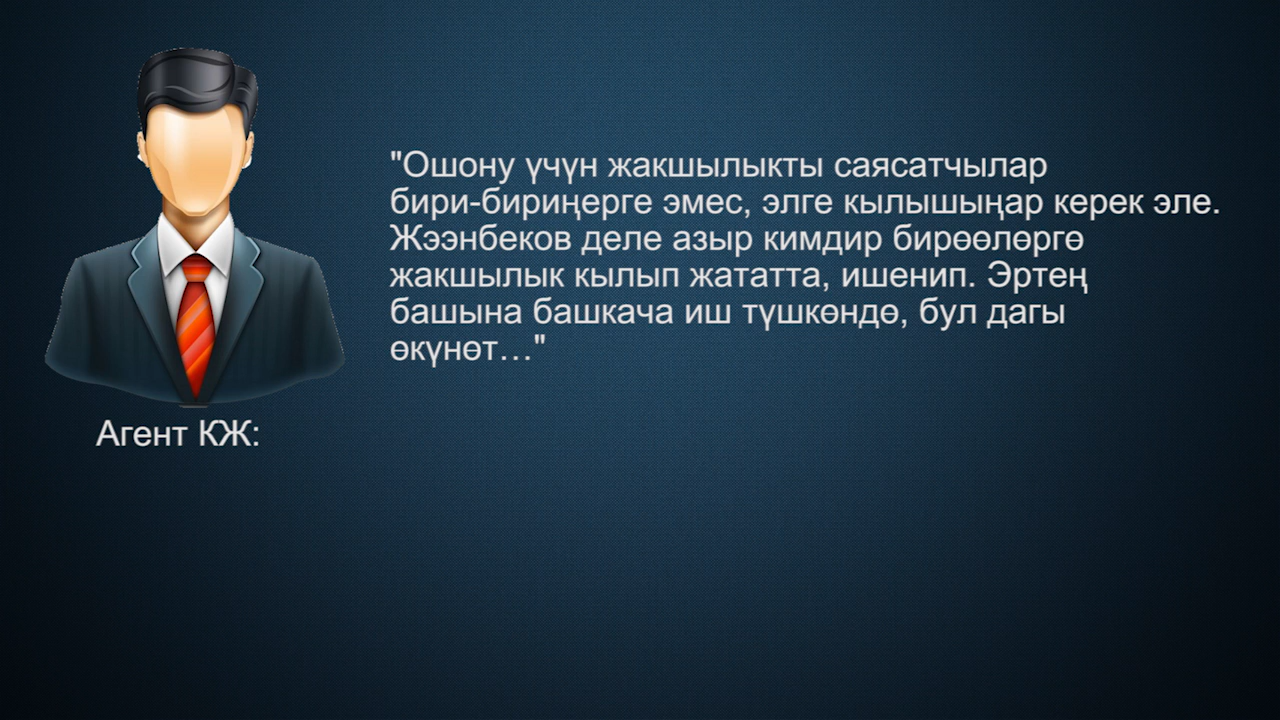 "Ошону үчүн жакшылыкты саясатчылар
бири-бириңерге эмес, элге кылышыңар керек эле.
Жээнбеков деле азыр кимдир бирөөлөргө
жакшылык кылып жататта, ишенип. Эртең
башына башкача иш түшкөндө, бул дагы
өкүнөт…"
Агент КЖ: